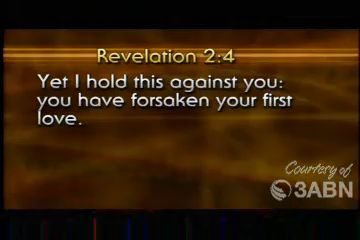 Revelation 2:4
Yet I hold this against you:
you have forsaken your first
love.
Courtesy of
3ABN